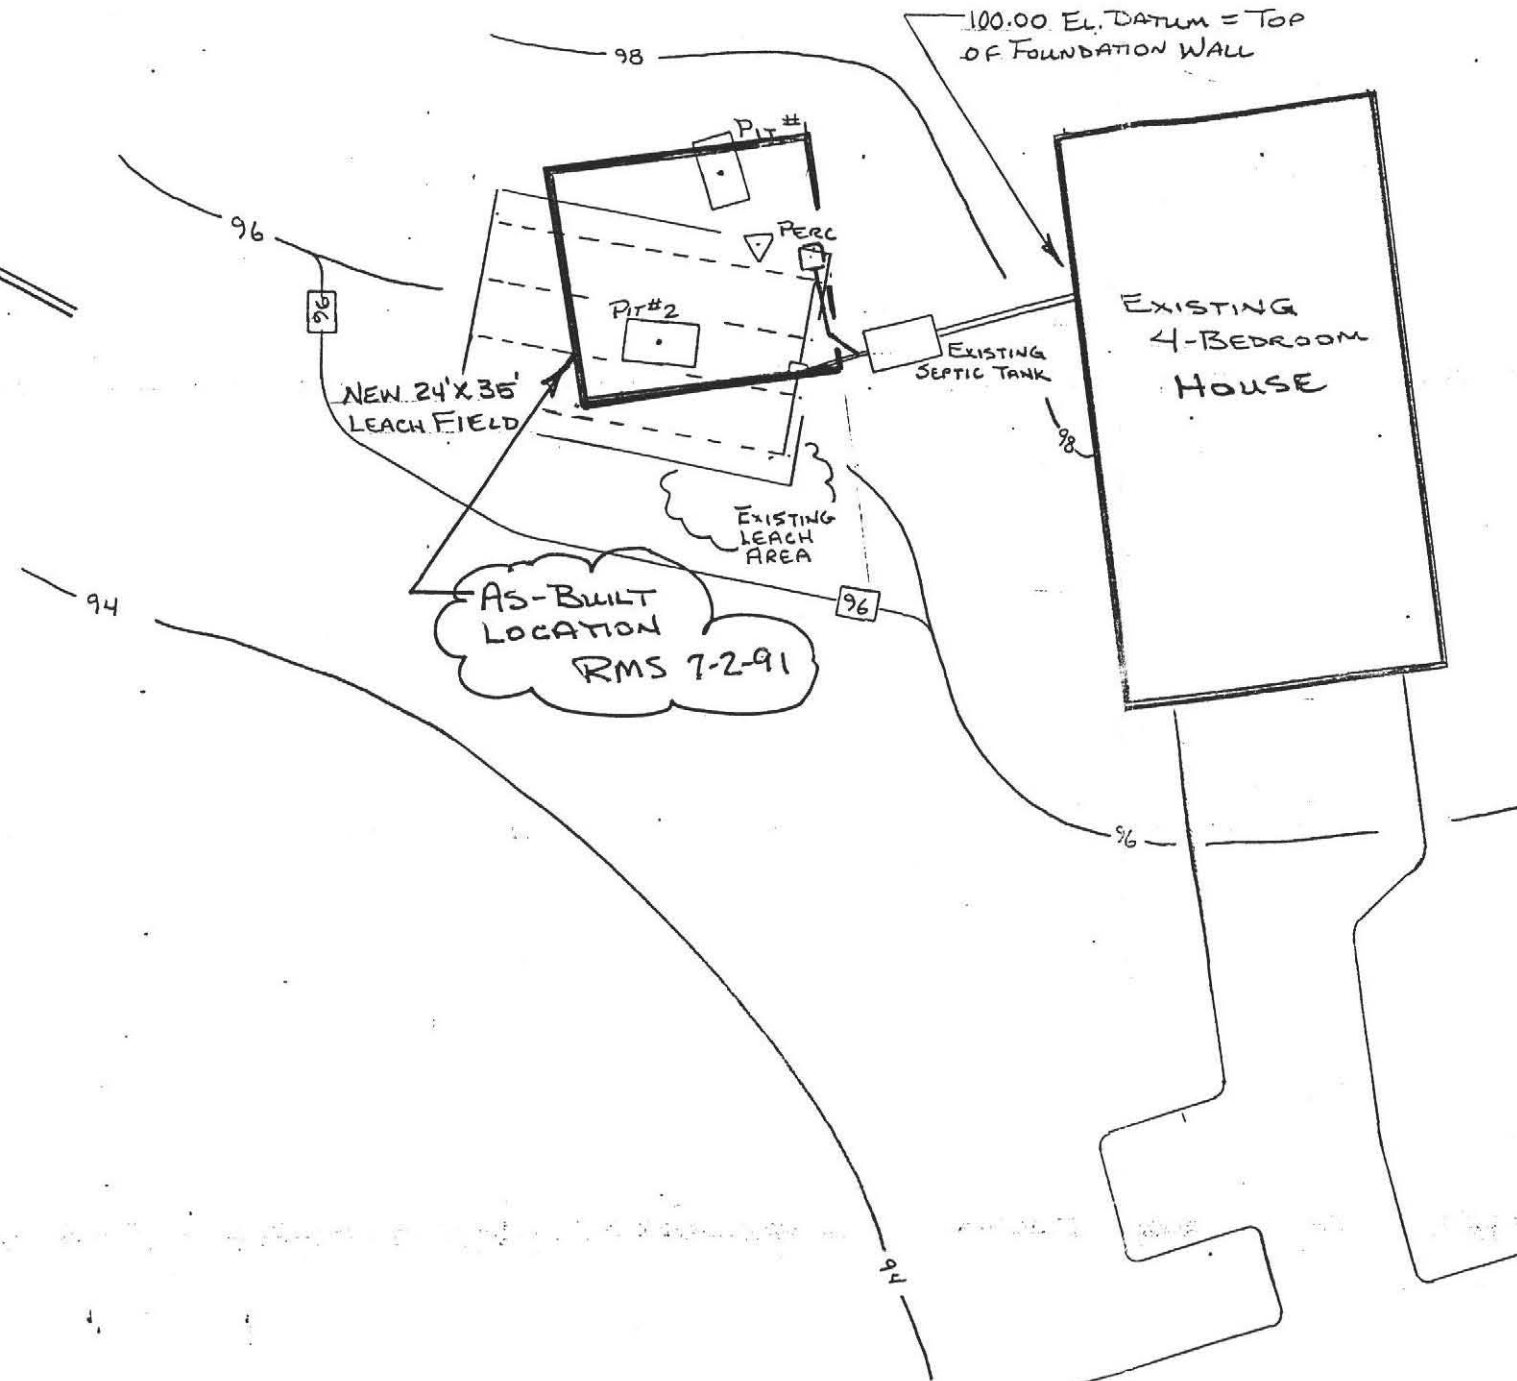 100.00 EL. DATUM = TOP
OF FOUNDATION WALL
98
PIT #
96
PERC
96
PIT #2
EXISTING
4-BEDROOM
HOUSE
EXISTING
SEPTIC TANK
NEW 24'X35'
LEACH FIELD
98
EXISTING
LEACH
AREA
AS-BUILT
LOCATION
RMS 7-2-91
96
94
96
94